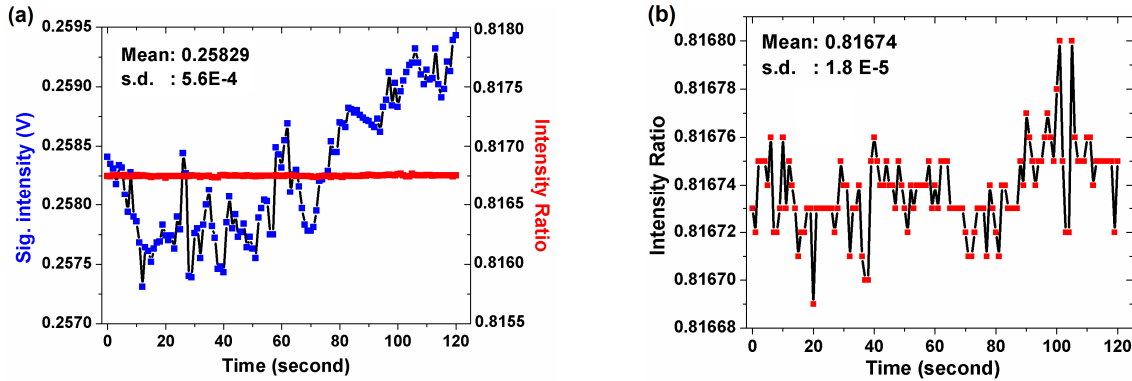 (a)
Mean: 0.25829
s.d. : 5.6E-4
Sig. intensity (V)
0.2595
0.2590
0.2585
0.2580
0.2575
0.2570
0.8180
0.8175
0.8170
0.8165
0.8160
0.8155
Intensity Ratio
0 20 40 60 80 100 120
Time (second)
(b)
Mean: 0.81674
s.d. : 1.8 E-5
Intensity Ratio
0.81680
0.81678
0.81676
0.81674
0.81672
0.81670
0.81668
0 20 40 60 80 100 120
Time (second)